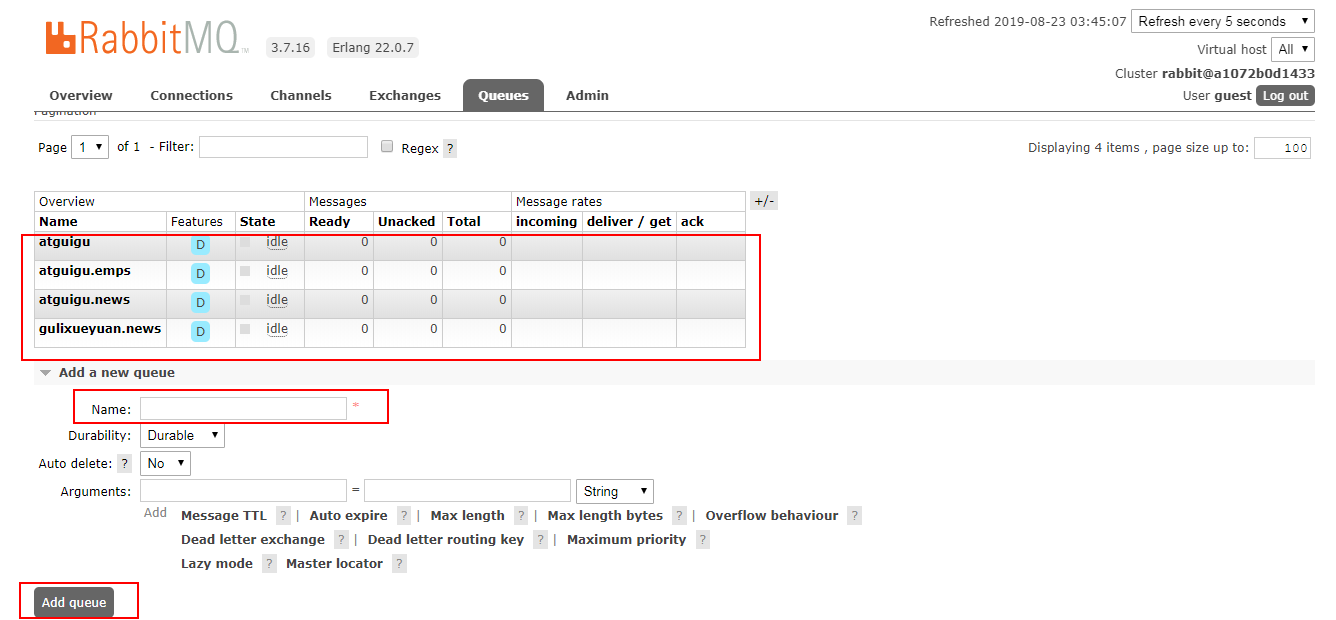 RabbitMQ TM 3.7.16 Erlang 22.0.7
Refreshed 2019-08-23 03:45:07 Refresh every 5 seconds
Virtual host All
Cluster rabbit@a1072b0d1433
User guest Log out
Overview Connections Channels Exchanges Queues Admin
Pagination
Page 1 of 1 - Filter: Regex ? Displaying 4 items , page size up to: 100
Overview Messages Message rates +/-
Name Features State Ready Unacked Total incoming deliver / get ack
atguigu D idle 0 0 0
atguigu.emps D idle 0 0 0
atguigu.news D idle 0 0 0
gulixueyuan.news D idle 0 0 0
Add a new queue
Name: *
Durability: Durable
Auto delete: ? No
Arguments: = String
Add Message TTL ? | Auto expire ? | Max length ? | Max length bytes ? | Overflow behaviour ?
Dead letter exchange ? | Dead letter routing key ? | Maximum priority ?
Lazy mode ? Master locator ?
Add queue